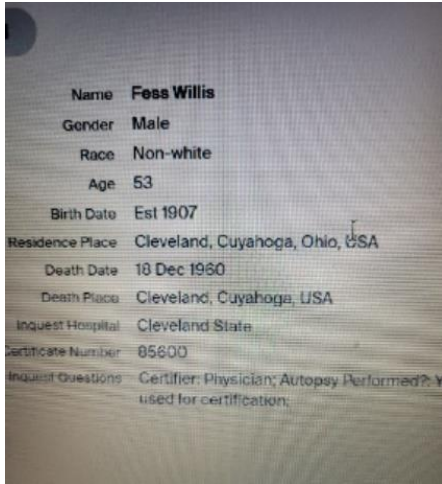 Name Fess Willis
Gender Male
Race Non-white
Age 53
Birth Date Est 1907
Residence Place Cleveland, Cuyahoga, Ohio, USA
Death Date 18 Dec 1960
Death Place Cleveland, Cuyahoga, USA
Inquest Hospital Cleveland State
Certificate Number 85600
Inquest Questions Certifier: Physician; Autopsy Performed?: Y
used for certification;